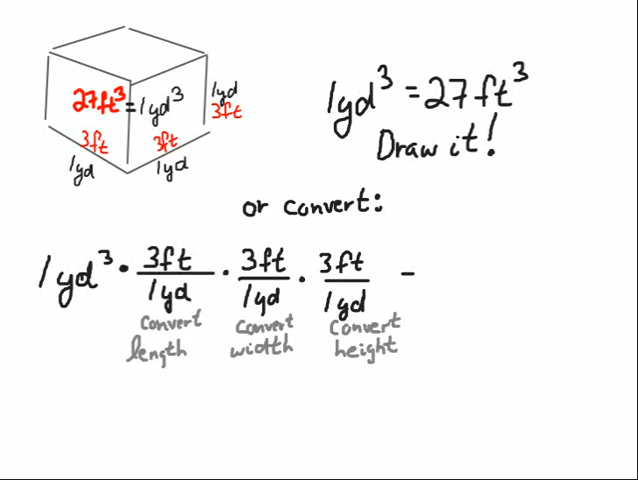 1yd
27ft³ = 1yd³
3ft
3ft
3ft
1yd
1yd
1yd³ = 27ft³
Draw it!
or convert:
1yd³ · 3ft/1yd · 3ft/1yd · 3ft/1yd =
convert convert convert
length width height